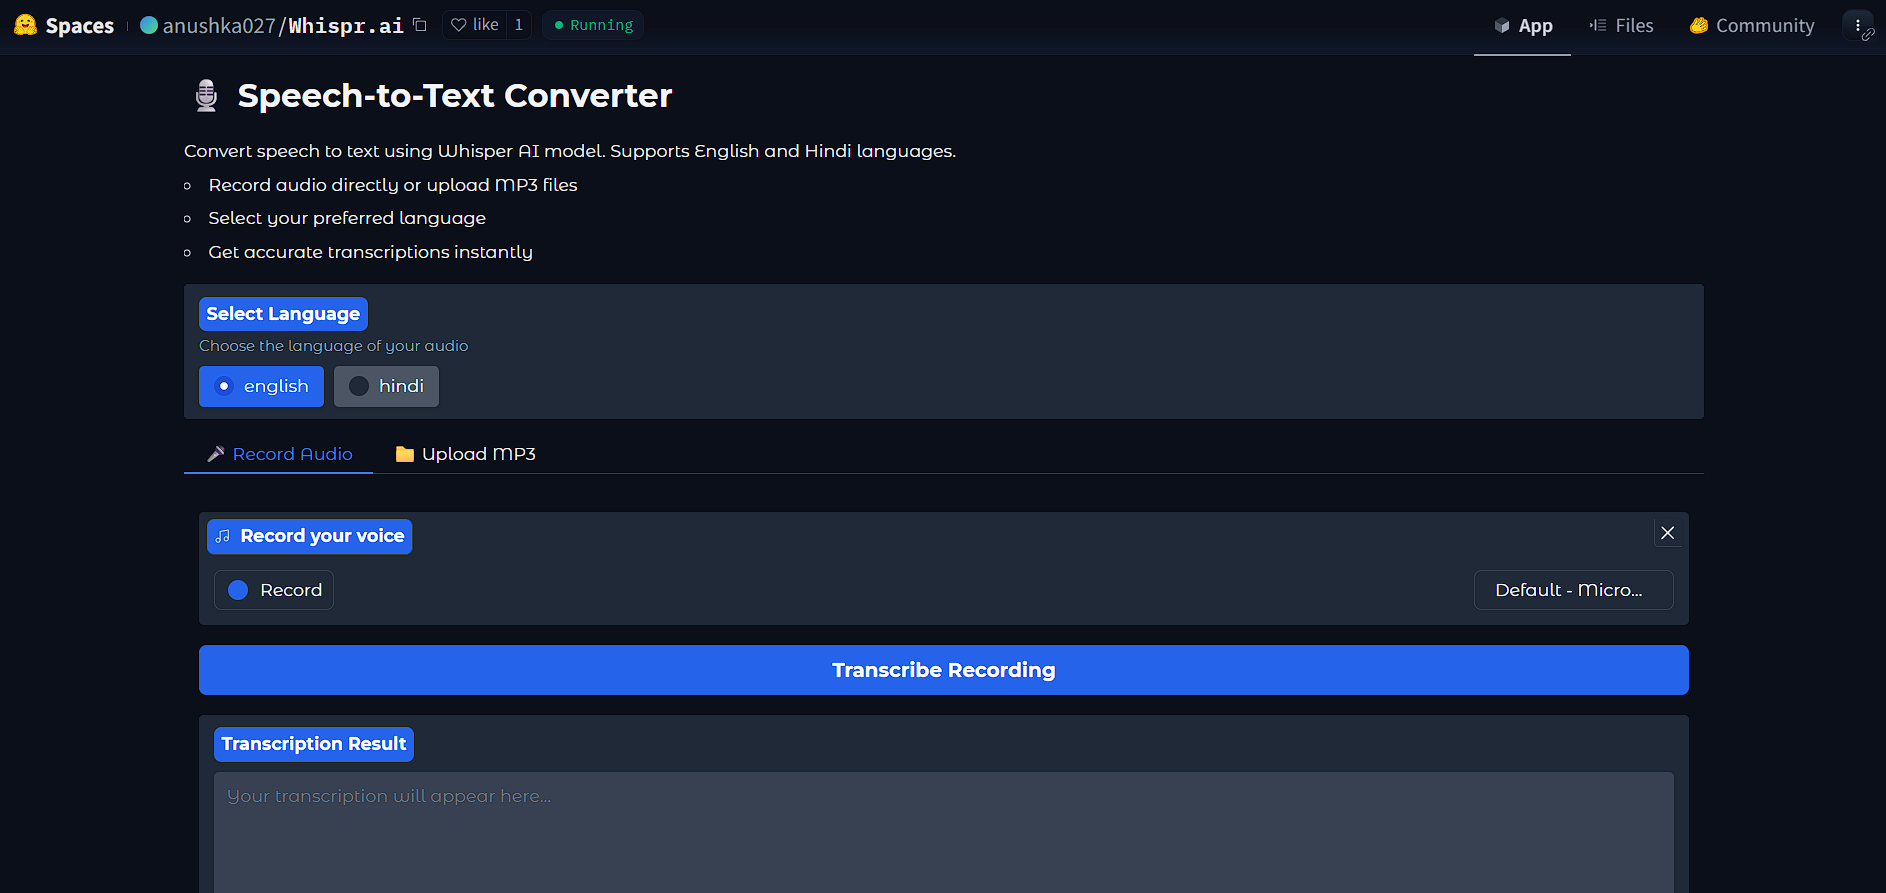 Spaces anushka027/Whispr.ai like 1 Running App Files Community
Speech-to-Text Converter
Convert speech to text using Whisper AI model. Supports English and Hindi languages.
Record audio directly or upload MP3 files
Select your preferred language
Get accurate transcriptions instantly
Select Language
Choose the language of your audio
english hindi
Record Audio Upload MP3
Record your voice
Record Default - Micro...
Transcribe Recording
Transcription Result
Your transcription will appear here...